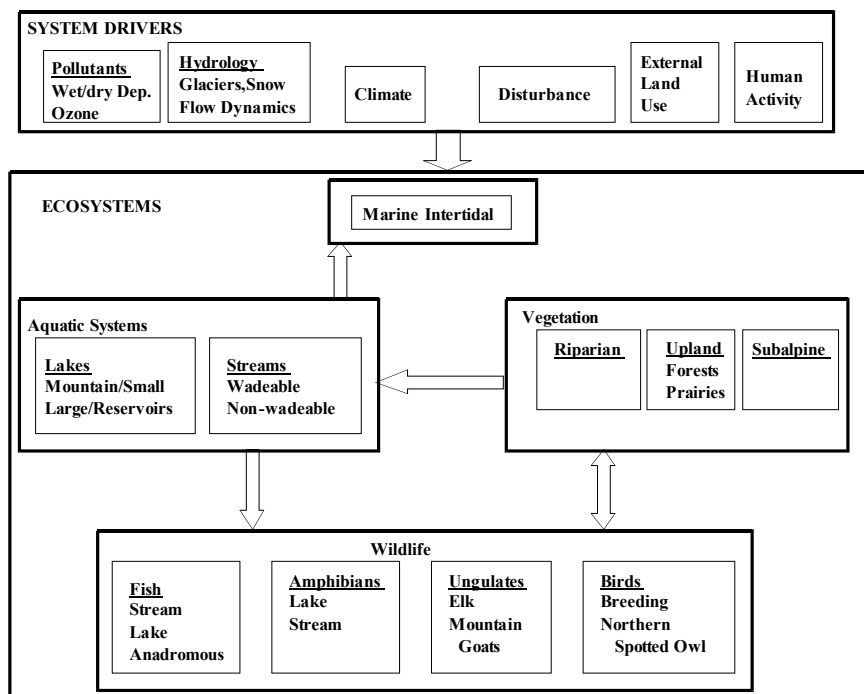 SYSTEM DRIVERS
Pollutants
Wet/dry Dep.
Ozone
Hydrology
Glaciers,Snow
Flow Dynamics
Climate
Disturbance
External
Land
Use
Human
Activity
ECOSYSTEMS
Marine Intertidal
Aquatic Systems
Lakes
Mountain/Small
Large/Reservoirs
Streams
Wadeable
Non-wadeable
Vegetation
Riparian
Upland
Forests
Prairies
Subalpine
Wildlife
Fish
Stream
Lake
Anadromous
Amphibians
Lake
Stream
Ungulates
Elk
Mountain
Goats
Birds
Breeding
Northern
Spotted Owl